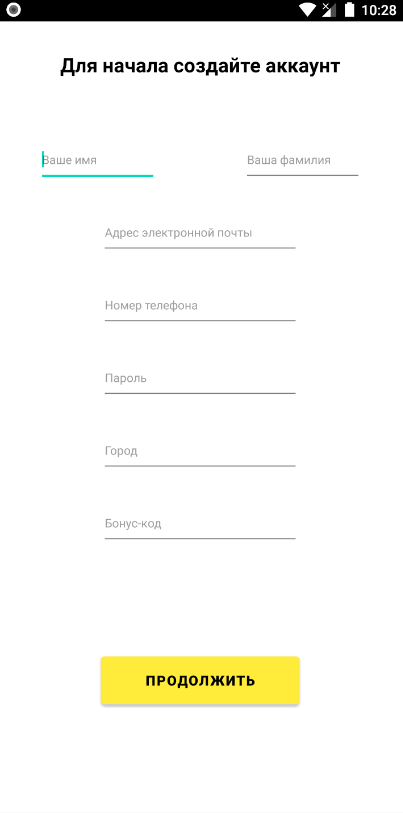 10:28
Для начала создайте аккаунт
Ваше имя
Ваша фамилия
Адрес электронной почты
Номер телефона
Пароль
Город
Бонус-код
ПРОДОЛЖИТЬ